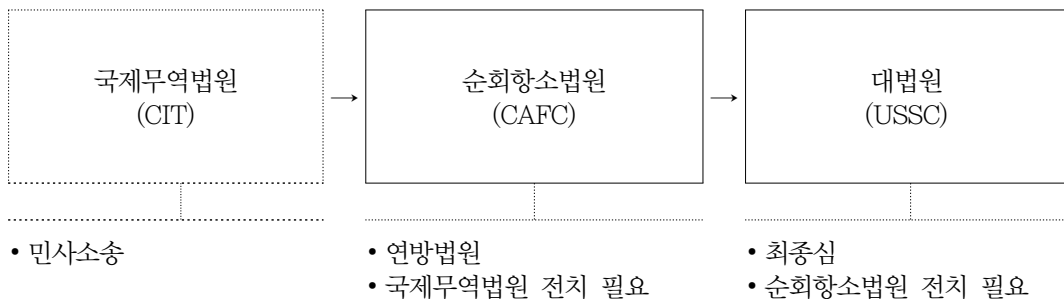 국제무역법원
(CIT)
순회항소법원
(CAFC)
대법원
(USSC)
• 민사소송
• 연방법원
• 국제무역법원 전치 필요
• 최종심
• 순회항소법원 전치 필요